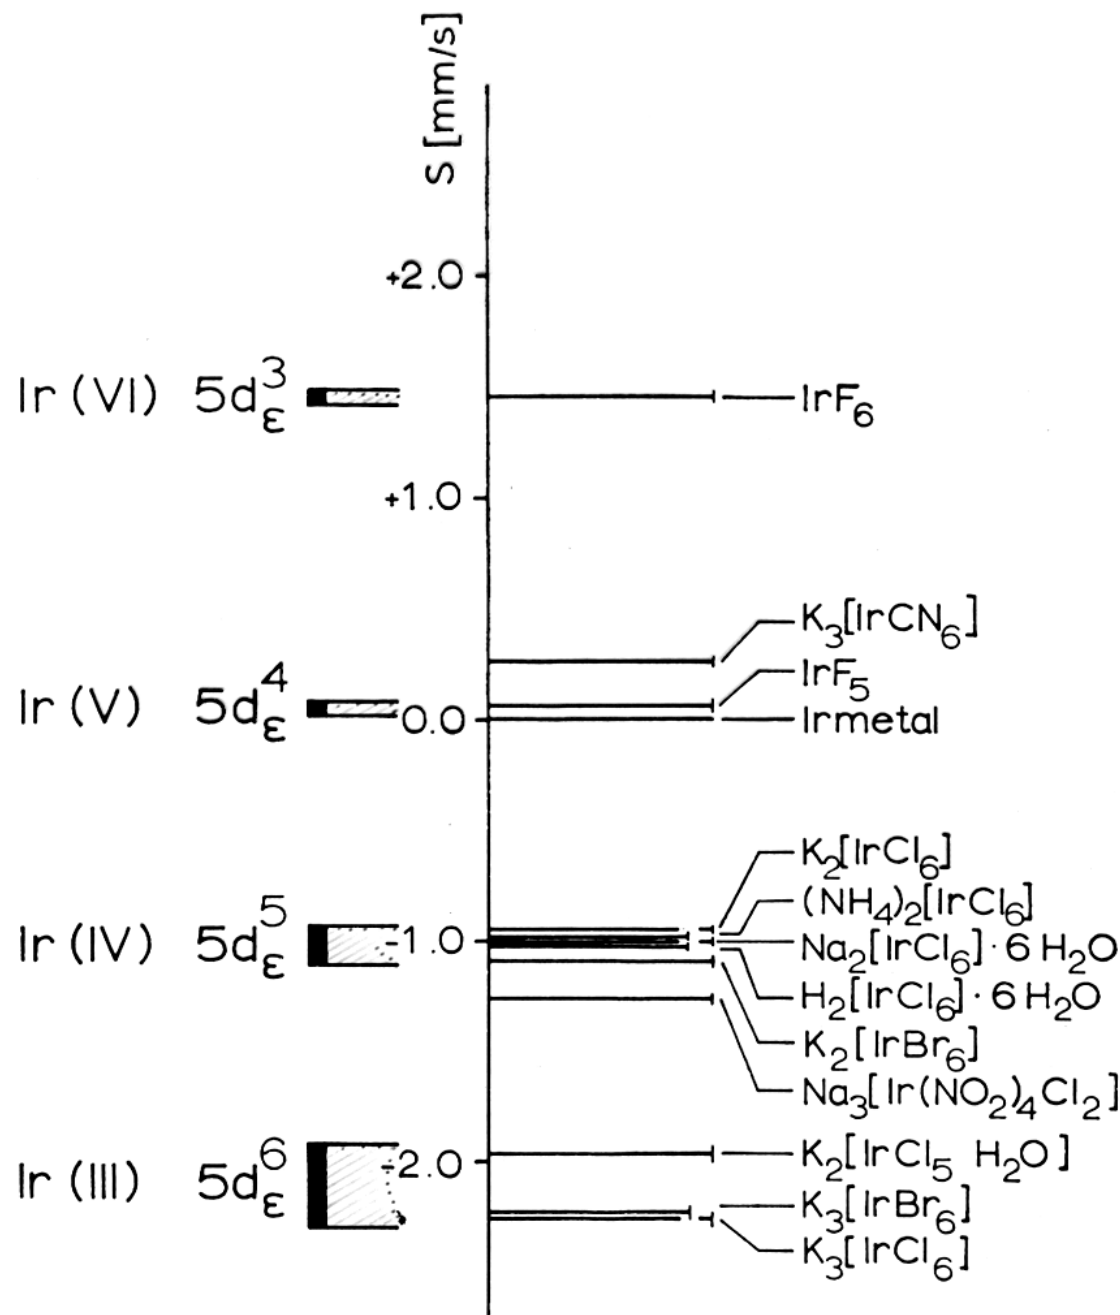 S [mm/s]
+2.0
Ir (VI) 5d³ε
IrF₆
+1.0
K₃[IrCN₆]
IrF₅
Ir (V) 5d⁴ε
0.0
Irmetal
K₂[IrCl₆]
(NH₄)₂[IrCl₆]
Ir (IV) 5d⁵ε
-1.0
Na₂[IrCl₆]·6 H₂O
H₂[IrCl₆]·6 H₂O
K₂[IrBr₆]
Na₃[Ir(NO₂)₄Cl₂]
K₂[IrCl₅ H₂O]
Ir (III) 5d⁶ε
-2.0
K₃[IrBr₆]
K₃[IrCl₆]